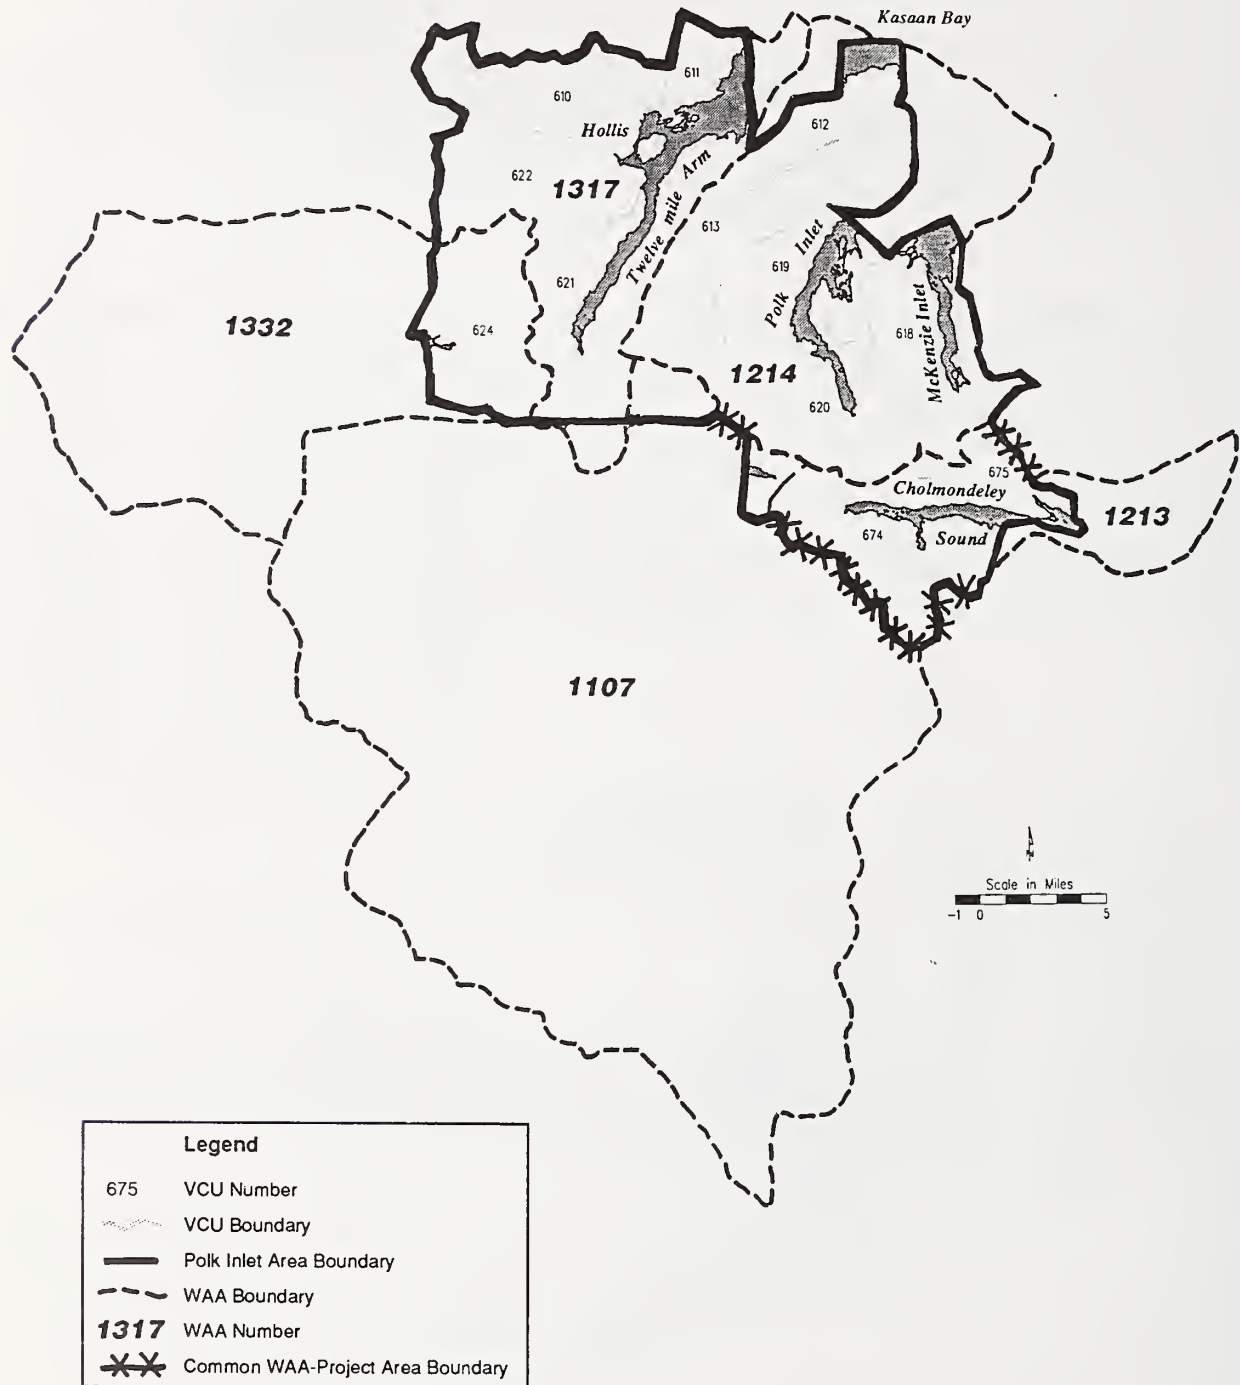 Kasaan Bay
611
610
612
Hollis
622
1317
Twelve mile Arm
613
Polk Inlet
619
621
1332
624
618
McKenzie Inlet
1214
620
675
Cholmondeley
1213
674
Sound
1107
N
Scale in Miles
-1 0 5
Legend
675 VCU Number
VCU Boundary
Polk Inlet Area Boundary
WAA Boundary
1317 WAA Number
Common WAA-Project Area Boundary